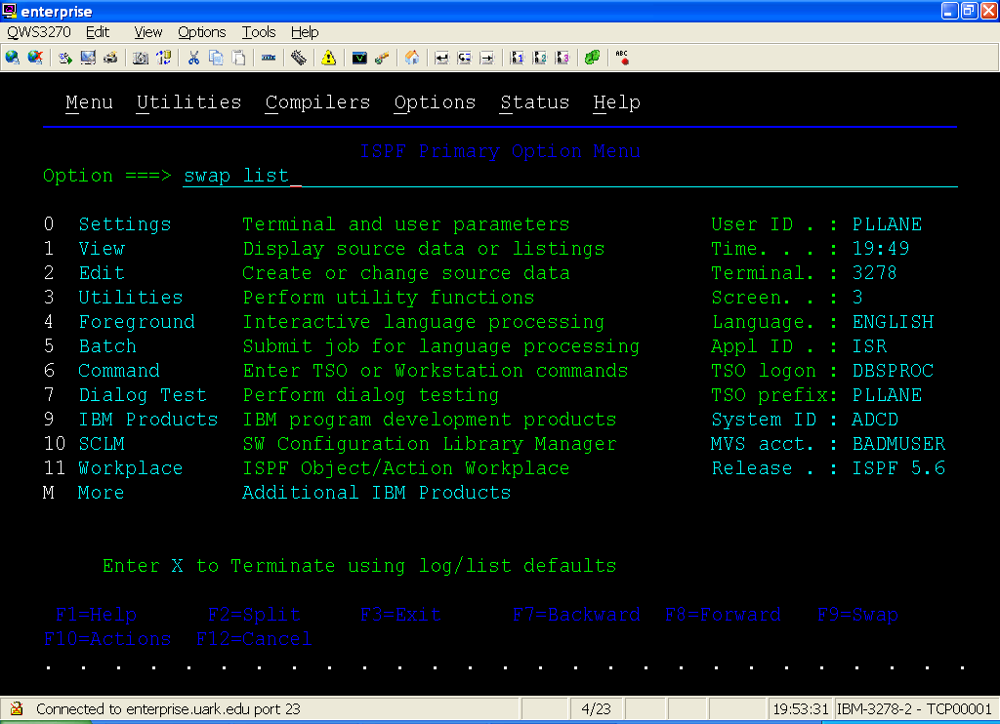 enterprise
QWS3270 Edit View Options Tools Help
ABC
Menu Utilities Compilers Options Status Help
ISPF Primary Option Menu
Option ===> swap list_
0 Settings Terminal and user parameters User ID . : PLLANE
1 View Display source data or listings Time. . . : 19:49
2 Edit Create or change source data Terminal. : 3278
3 Utilities Perform utility functions Screen. . : 3
4 Foreground Interactive language processing Language. : ENGLISH
5 Batch Submit job for language processing Appl ID . : ISR
6 Command Enter TSO or Workstation commands TSO logon : DBSPROC
7 Dialog Test Perform dialog testing TSO prefix: PLLANE
9 IBM Products IBM program development products System ID : ADCD
10 SCLM SW Configuration Library Manager MVS acct. : BADMUSER
11 Workplace ISPF Object/Action Workplace Release . : ISPF 5.6
M More Additional IBM Products
Enter X to Terminate using log/list defaults
F1=Help F2=Split F3=Exit F7=Backward F8=Forward F9=Swap
F10=Actions F12=Cancel
. . . . . . . . . . . . . . . . . . . . . . . . . . .
Connected to enterprise.uark.edu port 23 4/23 19:53:31 IBM-3278-2 - TCP00001